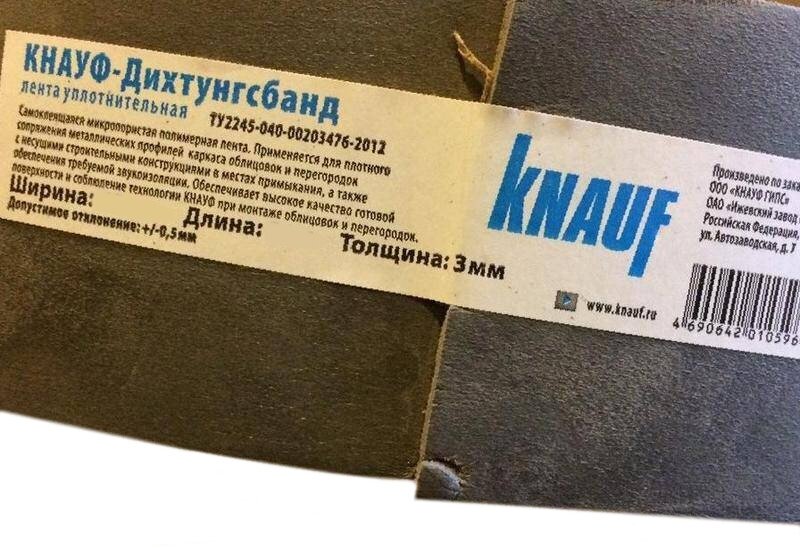 КНАУФ-Дихтунгсбанд
лента уплотнительная
ТУ2245-040-00203476-2012
Самоклеящаяся микропористая полимерная лента. Применяется для плотного
сопряжения металлических профилей каркаса облицовок и перегородок
с несущими строительными конструкциями в местах примыкания, а также
обеспечения требуемой звукоизоляции. Обеспечивает высокое качество готовой
поверхности и соблюдение технологии КНАУФ при монтаже облицовок и перегородок.
Ширина:
Длина:
Толщина: 3мм
Допустимое отклонение: +/-0,5мм
KNAUF
www.knauf.ru
Произведено по зака
ООО «КНАУФ ГИПС»
ОАО «Ижевский завод
Российская Федерация,
ул. Автозаводская, д. 7
4 690642 010596